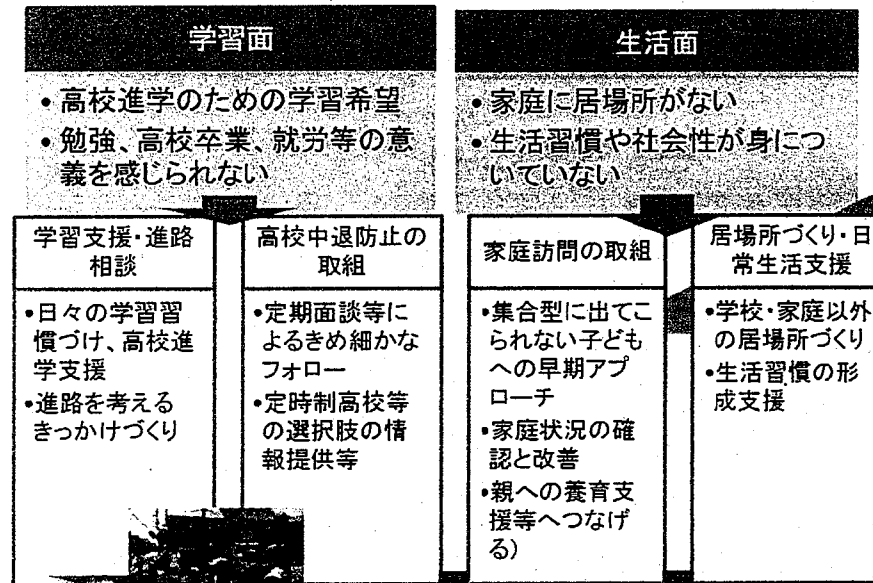 学習面
・高校進学のための学習希望
・勉強、高校卒業、就労等の意
義を感じられない
生活面
・家庭に居場所がない
・生活習慣や社会性が身につ
いていない
学習支援・進路
相談
•日々の学習習
慣づけ、高校進
学支援
•進路を考える
きっかけづくり
高校中退防止の
取組
•定期面談等に
よるきめ細かな
フォロー
•定時制高校等
の選択肢の情
報提供等
家庭訪問の取組
•集合型に出てこ
られない子ども
への早期アプ
ローチ
•家庭状況の確
認と改善
•親への養育支
援等へつなげ
る)
居場所づくり・日
常生活支援
•学校・家庭以外
の居場所づくり
•生活習慣の形
成支援